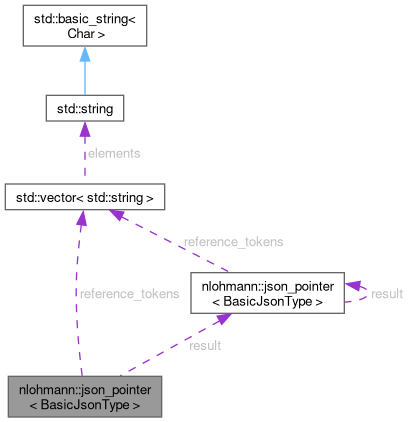 std::basic_string<
Char >
std::string
elements
std::vector< std::string >
reference_tokens
nlohmann::json_pointer
< BasicJsonType >
result
reference_tokens
result
nlohmann::json_pointer
< BasicJsonType >